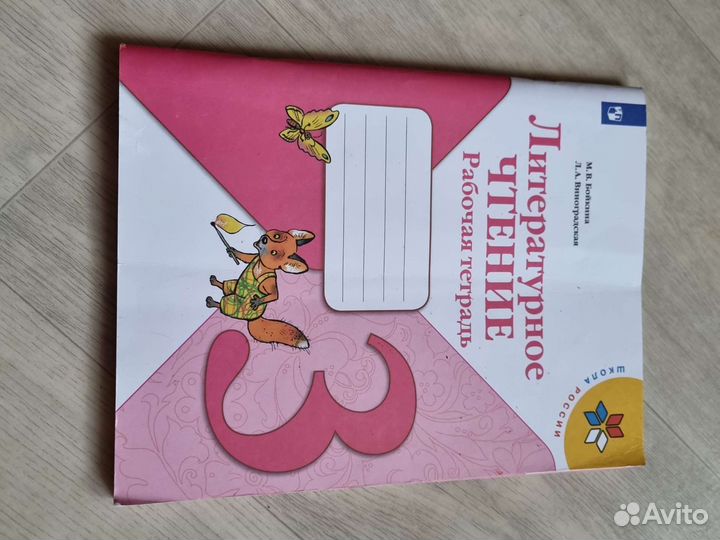 М.В. Бойкина
Л.А. Виноградская
Литературное
ЧТЕНИЕ
Рабочая тетрадь
3
ШКОЛА РОССИИ
Avito